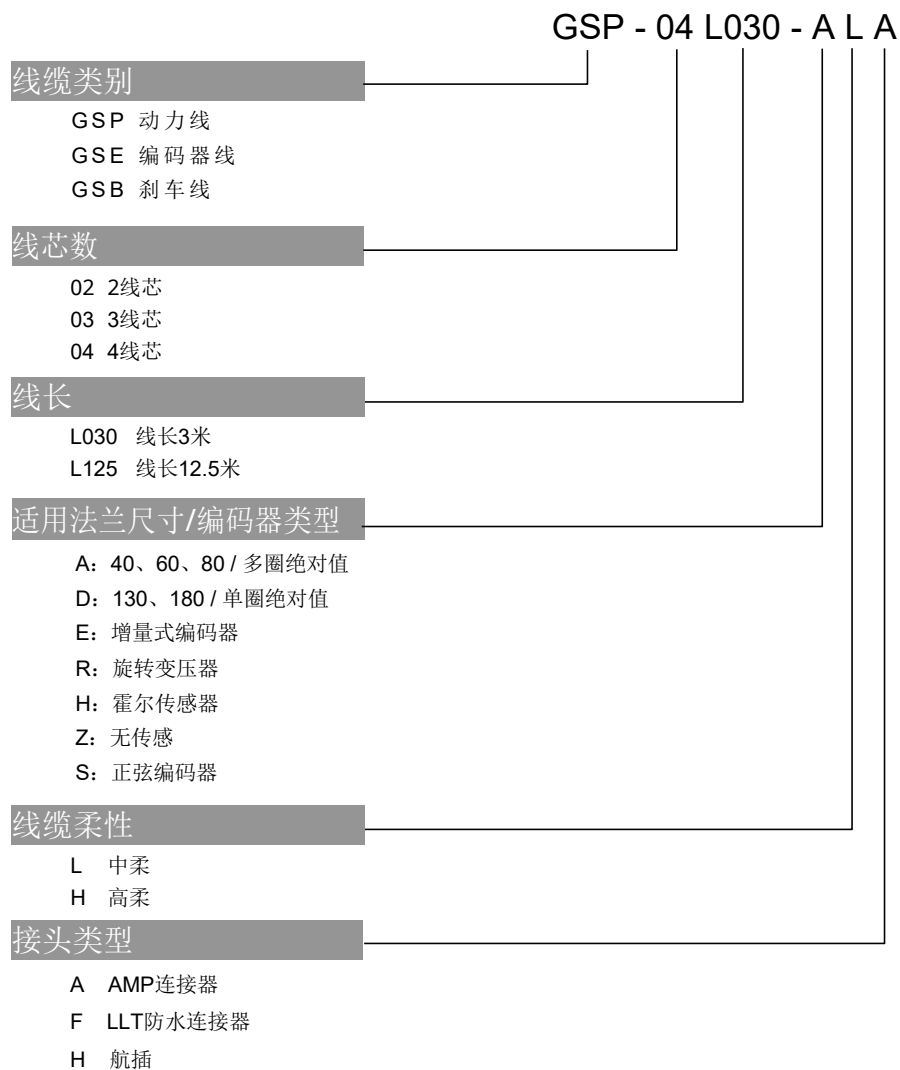 GSP - 04 L030 - A L A
线缆类别
GSP 动力线
GSE 编码器线
GSB 刹车线
线芯数
02 2线芯
03 3线芯
04 4线芯
线长
L030 线长3米
L125 线长12.5米
适用法兰尺寸/编码器类型
A：40、60、80 / 多圈绝对值
D：130、180 / 单圈绝对值
E：增量式编码器
R：旋转变压器
H：霍尔传感器
Z：无传感
S：正弦编码器
线缆柔性
L 中柔
H 高柔
接头类型
A AMP连接器
F LLT防水连接器
H 航插